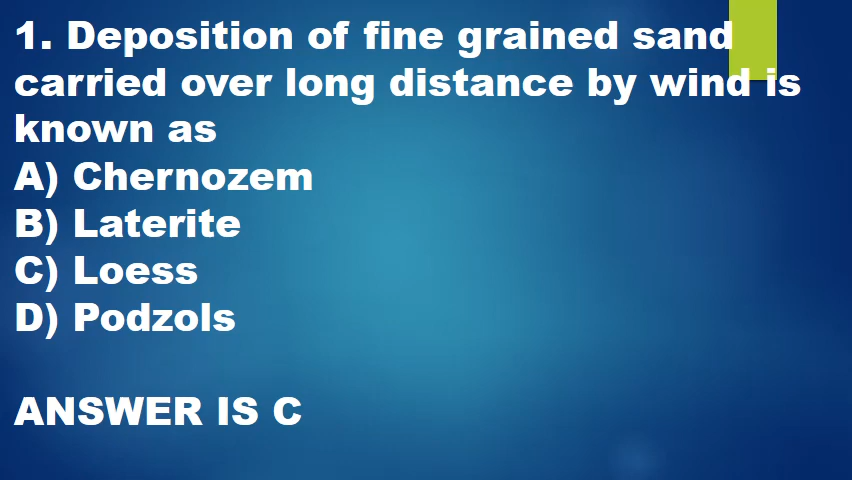 1. Deposition of fine grained sand
carried over long distance by wind is
known as
A) Chernozem
B) Laterite
C) Loess
D) Podzols
ANSWER IS C